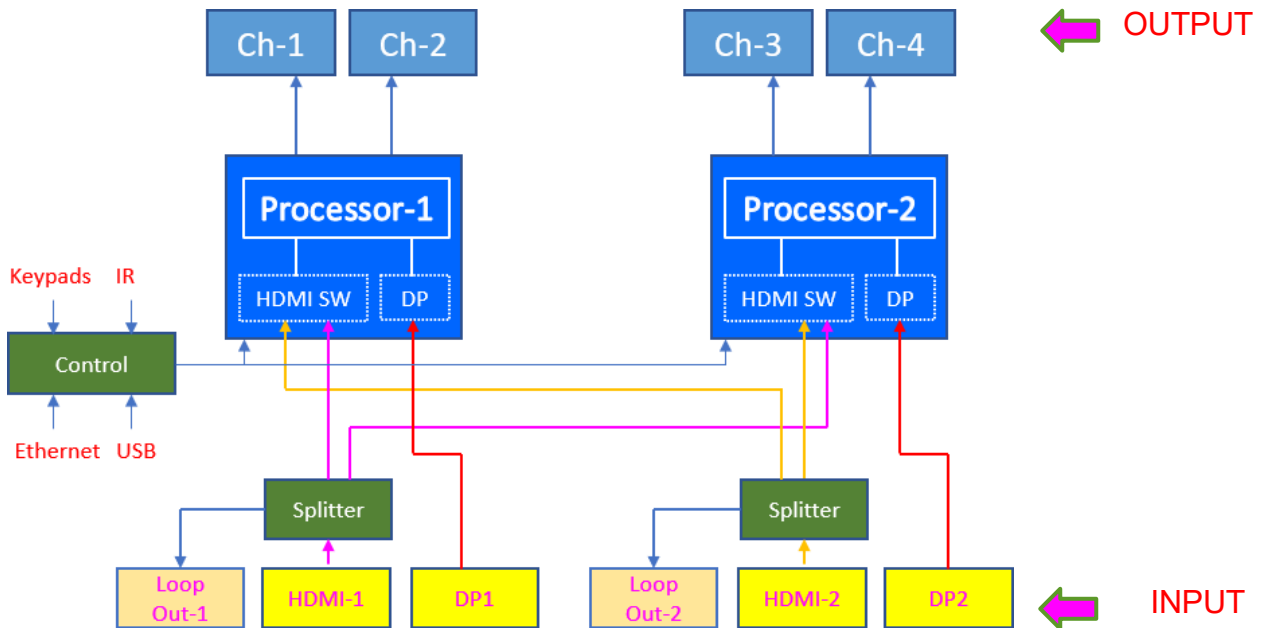 OUTPUT
Ch-1
Ch-2
Ch-3
Ch-4
Processor-1
Processor-2
HDMI SW
DP
HDMI SW
DP
Keypads
IR
Control
Ethernet
USB
Splitter
Splitter
Loop
Out-1
HDMI-1
DP1
Loop
Out-2
HDMI-2
DP2
INPUT